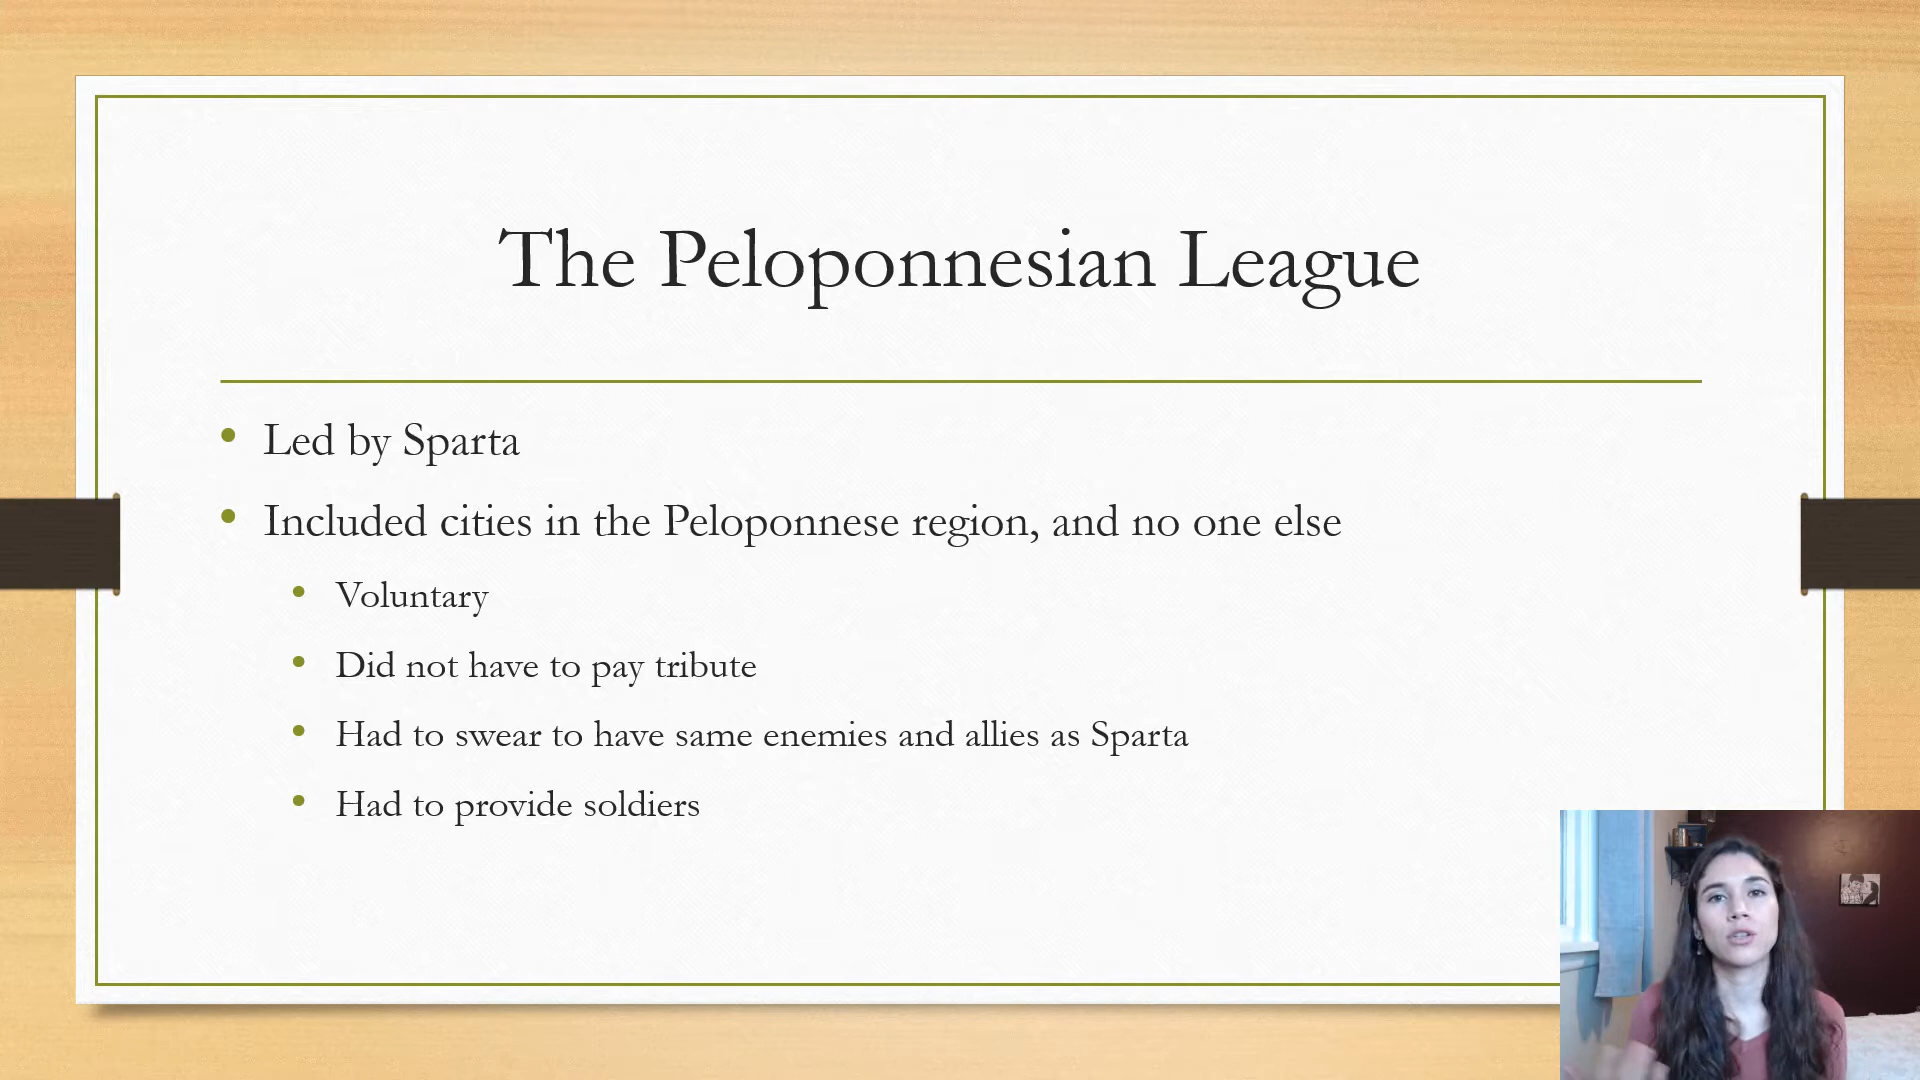 The Peloponnesian League
Led by Sparta
Included cities in the Peloponnese region, and no one else
Voluntary
Did not have to pay tribute
Had to swear to have same enemies and allies as Sparta
Had to provide soldiers